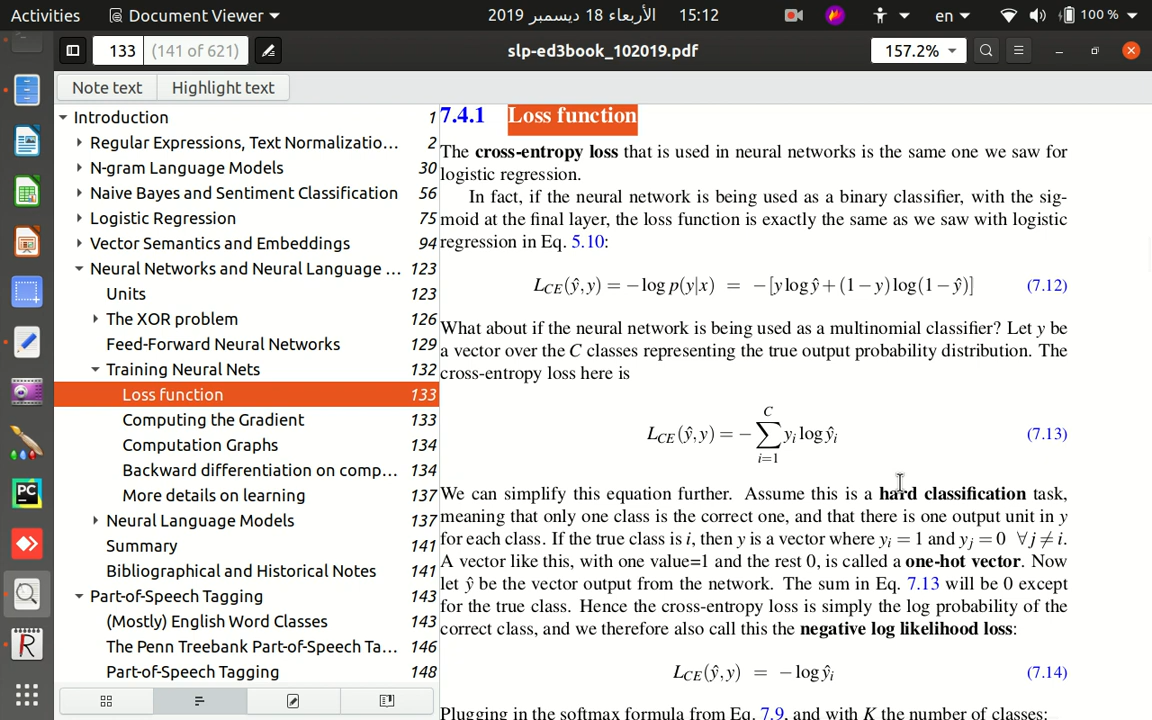 Activities Document Viewer 2019 الأربعاء 18 ديسمبر 15:12 en 100 %
133 (141 of 621) slp-ed3book_102019.pdf 157.2%
Note text Highlight text
Introduction 1
Regular Expressions, Text Normalizatio... 2
N-gram Language Models 30
Naive Bayes and Sentiment Classification 56
Logistic Regression 75
Vector Semantics and Embeddings 94
Neural Networks and Neural Language ... 123
Units 123
The XOR problem 126
Feed-Forward Neural Networks 129
Training Neural Nets 132
Loss function 133
Computing the Gradient 133
Computation Graphs 134
Backward differentiation on comp... 134
More details on learning 137
Neural Language Models 137
Summary 141
Bibliographical and Historical Notes 141
Part-of-Speech Tagging 143
(Mostly) English Word Classes 143
The Penn Treebank Part-of-Speech Ta... 146
Part-of-Speech Tagging 148
PC
R
7.4.1 Loss function
The cross-entropy loss that is used in neural networks is the same one we saw for
logistic regression.
In fact, if the neural network is being used as a binary classifier, with the sig-
moid at the final layer, the loss function is exactly the same as we saw with logistic
regression in Eq. 5.10:
L_CE(ŷ, y) = −log p(y|x) = −[y log ŷ + (1 − y) log(1 − ŷ)] (7.12)
What about if the neural network is being used as a multinomial classifier? Let y be
a vector over the C classes representing the true output probability distribution. The
cross-entropy loss here is
L_CE(ŷ, y) = −∑_{i=1}^{C} y_i log ŷ_i (7.13)
We can simplify this equation further. Assume this is a hard classification task,
meaning that only one class is the correct one, and that there is one output unit in y
for each class. If the true class is i, then y is a vector where y_i = 1 and y_j = 0 ∀j ≠ i.
A vector like this, with one value=1 and the rest 0, is called a one-hot vector. Now
let ŷ be the vector output from the network. The sum in Eq. 7.13 will be 0 except
for the true class. Hence the cross-entropy loss is simply the log probability of the
correct class, and we therefore also call this the negative log likelihood loss:
L_CE(ŷ, y) = −log ŷ_i (7.14)
Plugging in the softmax formula from Eq. 7.9, and with K the number of classes: